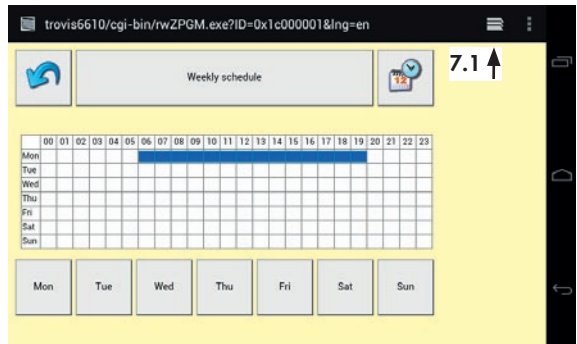 trovis6610/cgi-bin/rwZPGM.exe?ID=0x1c000001&lng=en
7.1
Weekly schedule
12
00 01 02 03 04 05 06 07 08 09 10 11 12 13 14 15 16 17 18 19 20 21 22 23
Mon
Tue
Wed
Thu
Fri
Sat
Sun
Mon Tue Wed Thu Fri Sat Sun